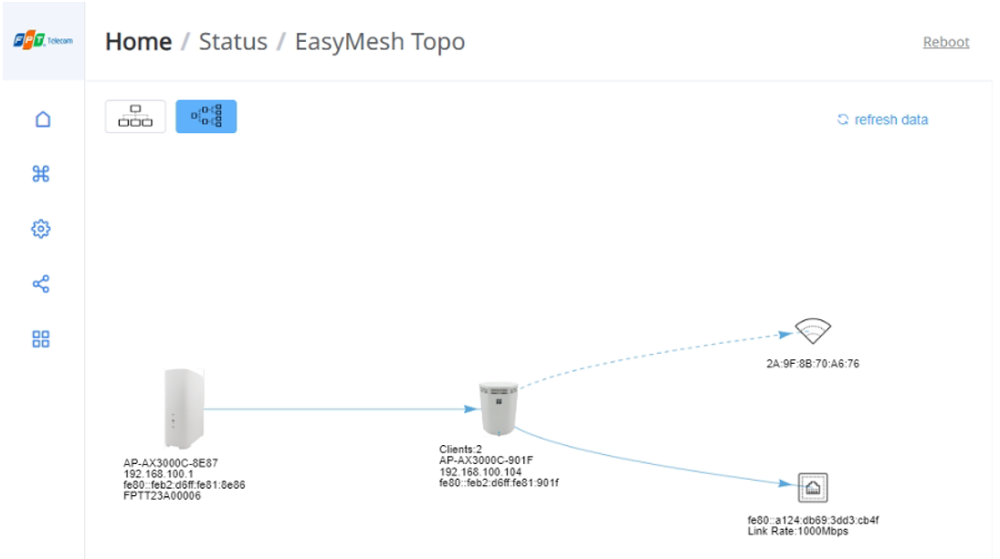 FPT Telecom
Home / Status / EasyMesh Topo
Reboot
refresh data
2A:9F:8B:70:A6:76
AP-AX3000C-8E87
192.168.100.1
fe80::feb2:d6ff:fe81:8e86
FPTT23A00006
Clients:2
AP-AX3000C-901F
192.168.100.104
fe80::feb2:d6ff:fe81:901f
fe80::a124:db69:3dd3:cb4f
Link Rate:1000Mbps